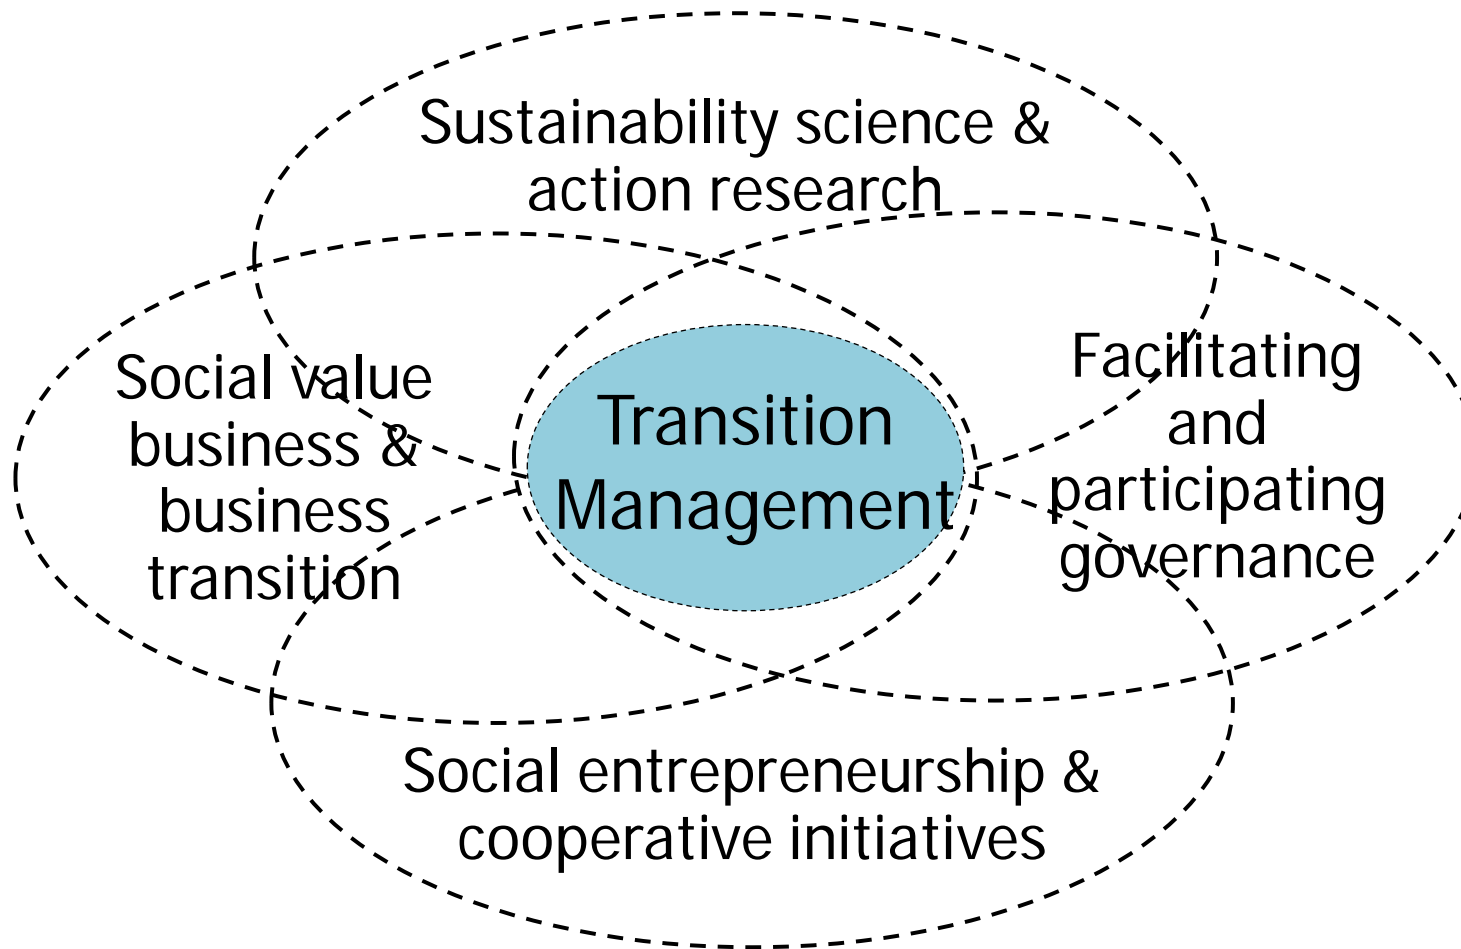 Sustainability science &
action research
Social value
business &
business
transition
Transition
Management
Facilitating
and
participating
governance
Social entrepreneurship &
cooperative initiatives